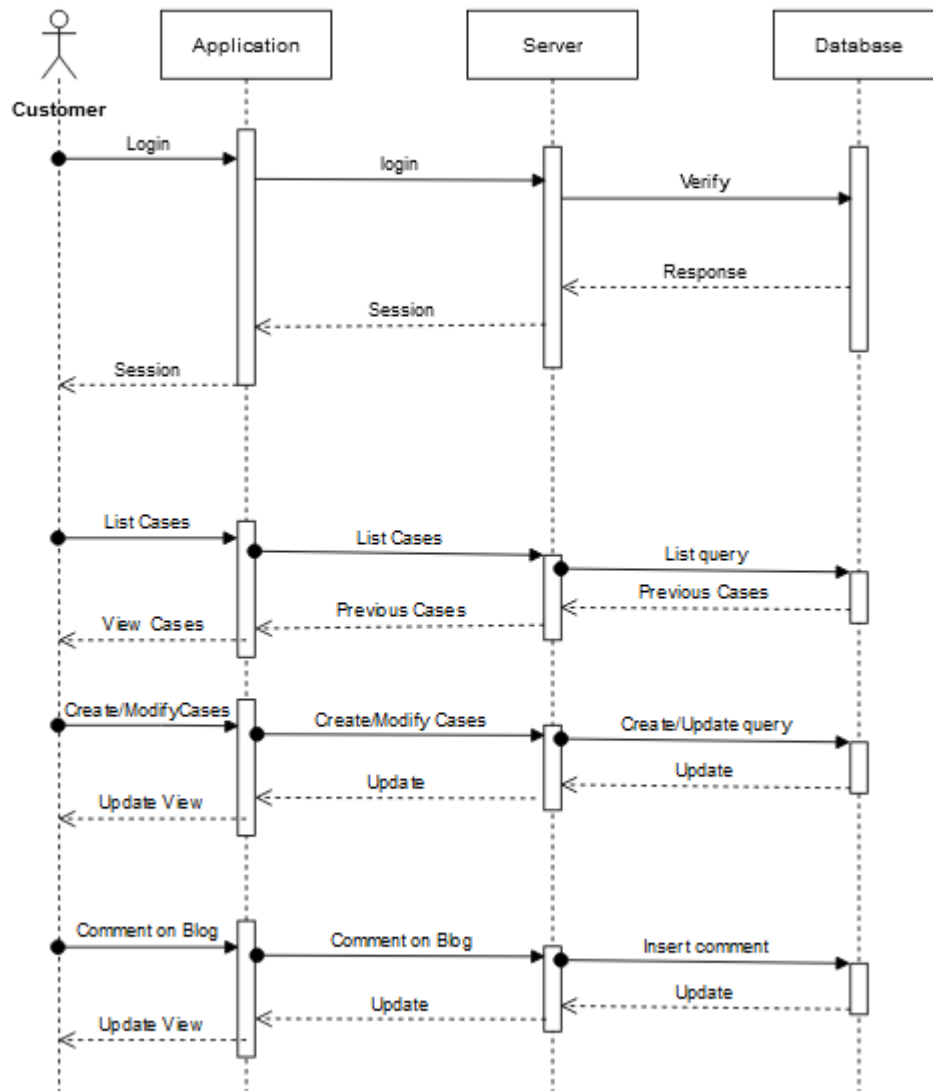 Application
Server
Database
Customer
Login
login
Verify
Response
Session
Session
List Cases
List Cases
List query
Previous Cases
Previous Cases
View Cases
Create/ModifyCases
Create/Modify Cases
Create/Update query
Update
Update
Update View
Comment on Blog
Comment on Blog
Insert comment
Update
Update
Update View